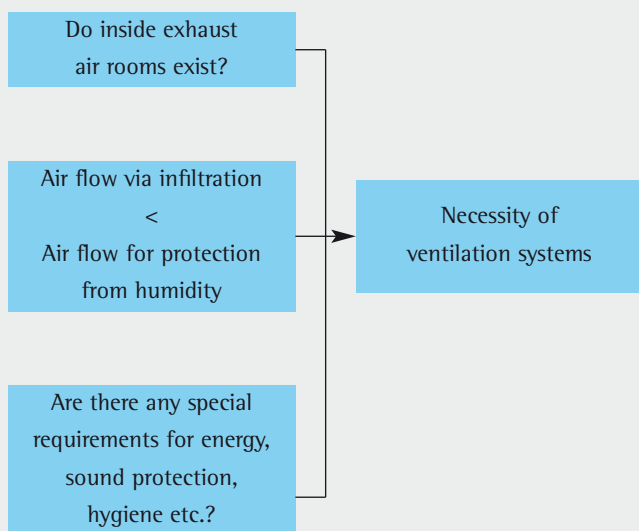 Do inside exhaust
air rooms exist?
Air flow via infiltration
<
Air flow for protection
from humidity
Necessity of
ventilation systems
Are there any special
requirements for energy,
sound protection,
hygiene etc.?